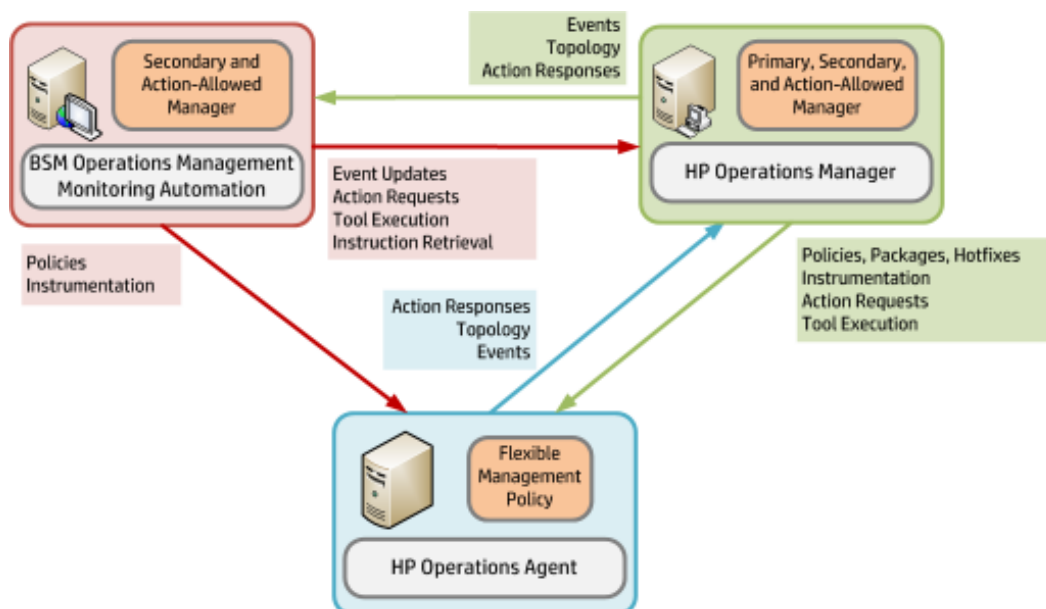 Secondary and
Action-Allowed
Manager
BSM Operations Management
Monitoring Automation
Events
Topology
Action Responses
Primary, Secondary,
and Action-Allowed
Manager
HP Operations Manager
Event Updates
Action Requests
Tool Execution
Instruction Retrieval
Policies
Instrumentation
Action Responses
Topology
Events
Policies, Packages, Hotfixes
Instrumentation
Action Requests
Tool Execution
Flexible
Management
Policy
HP Operations Agent